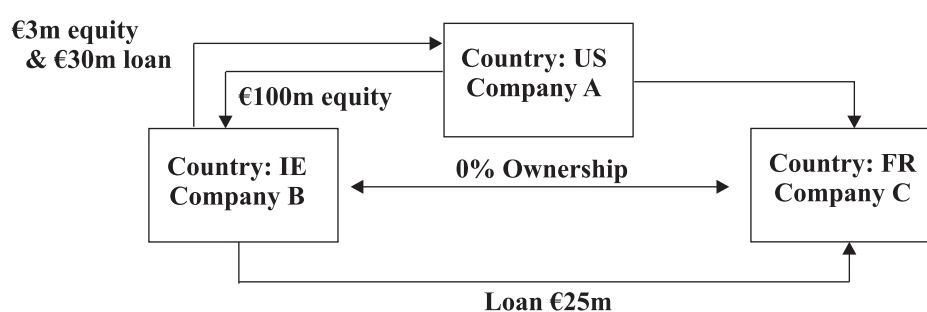 €3m equity
& €30m loan
Country: US
Company A
€100m equity
Country: IE
Company B
0% Ownership
Country: FR
Company C
Loan €25m